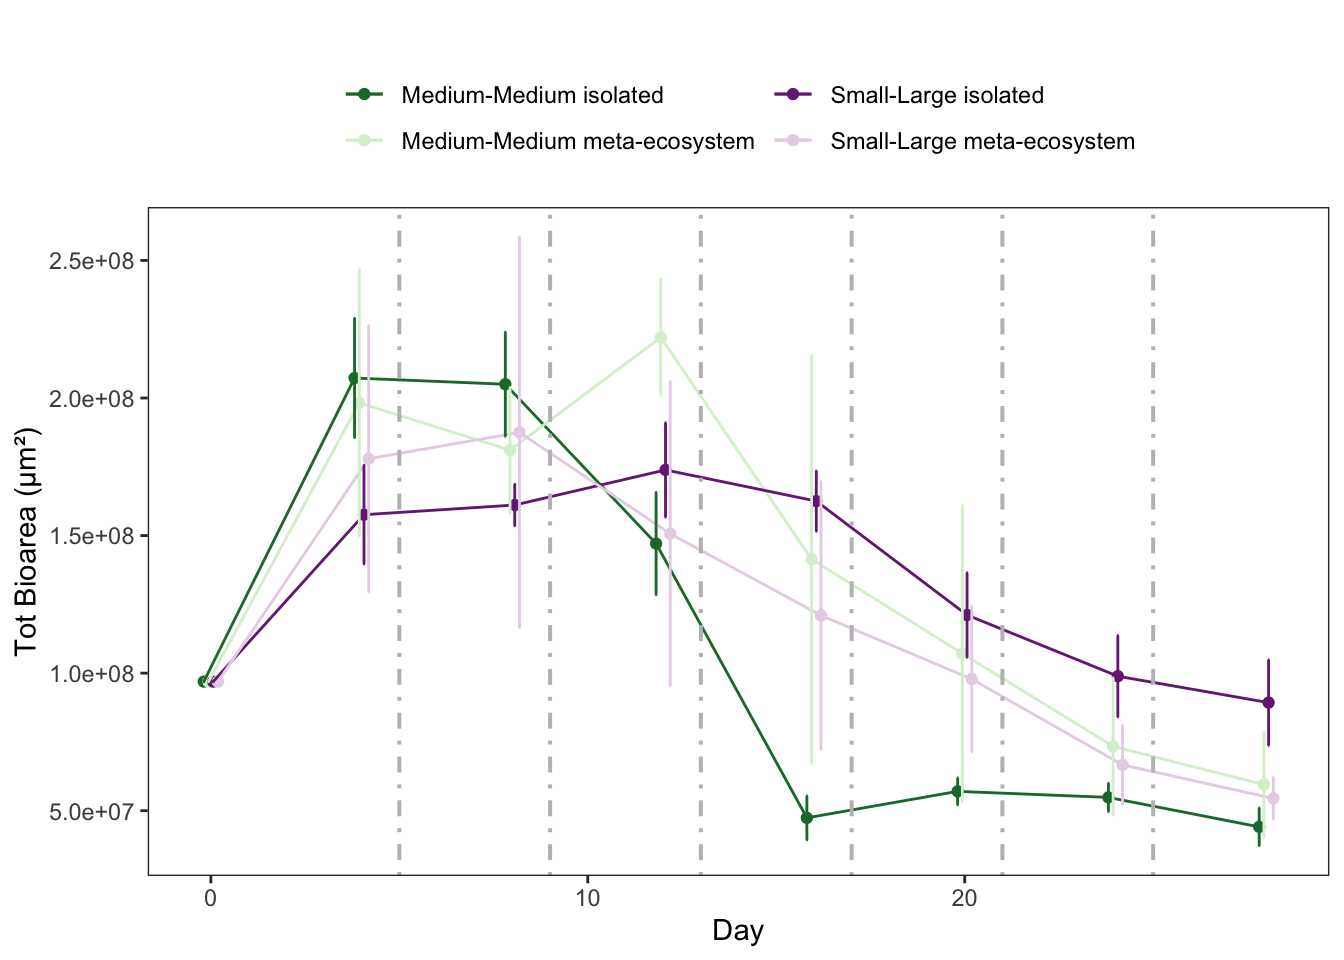 Medium-Medium isolated
Small-Large isolated
Medium-Medium meta-ecosystem
Small-Large meta-ecosystem
Tot Bioarea (µm²)
2.5e+08
2.0e+08
1.5e+08
1.0e+08
5.0e+07
0
10
20
Day